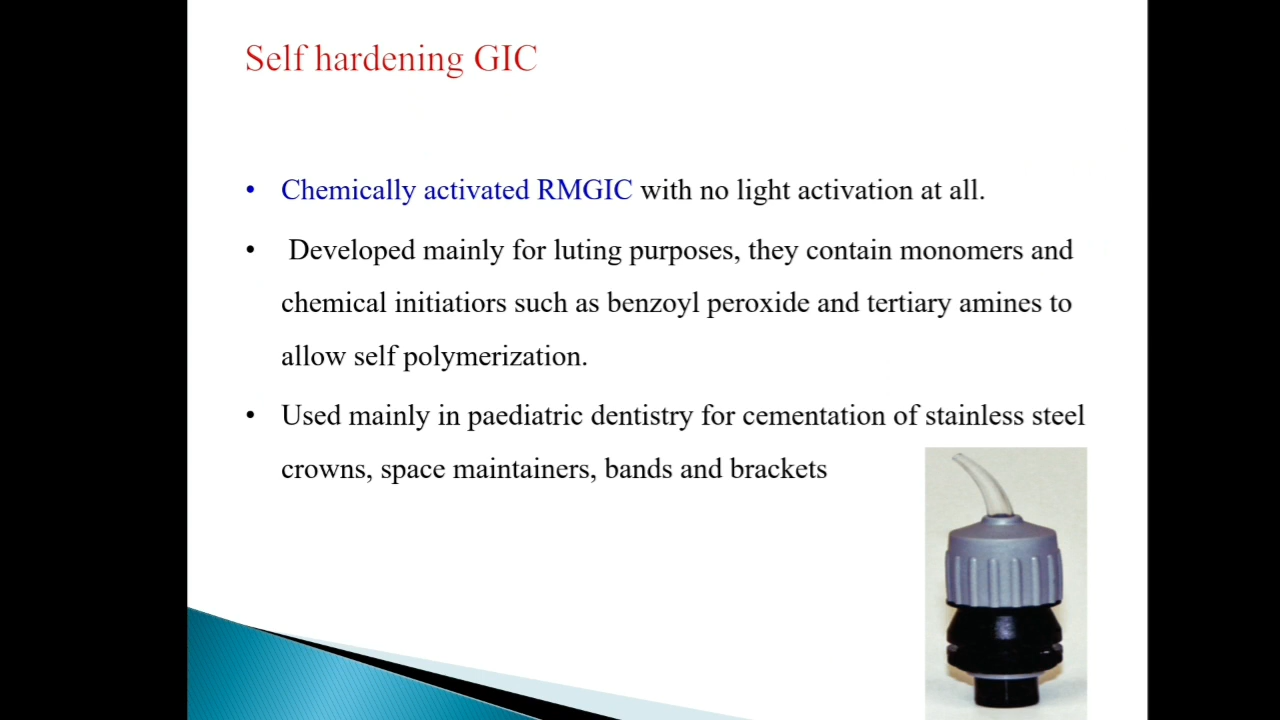 Self hardening GIC
• Chemically activated RMGIC with no light activation at all.
• Developed mainly for luting purposes, they contain monomers and
chemical initiatiors such as benzoyl peroxide and tertiary amines to
allow self polymerization.
• Used mainly in paediatric dentistry for cementation of stainless steel
crowns, space maintainers, bands and brackets